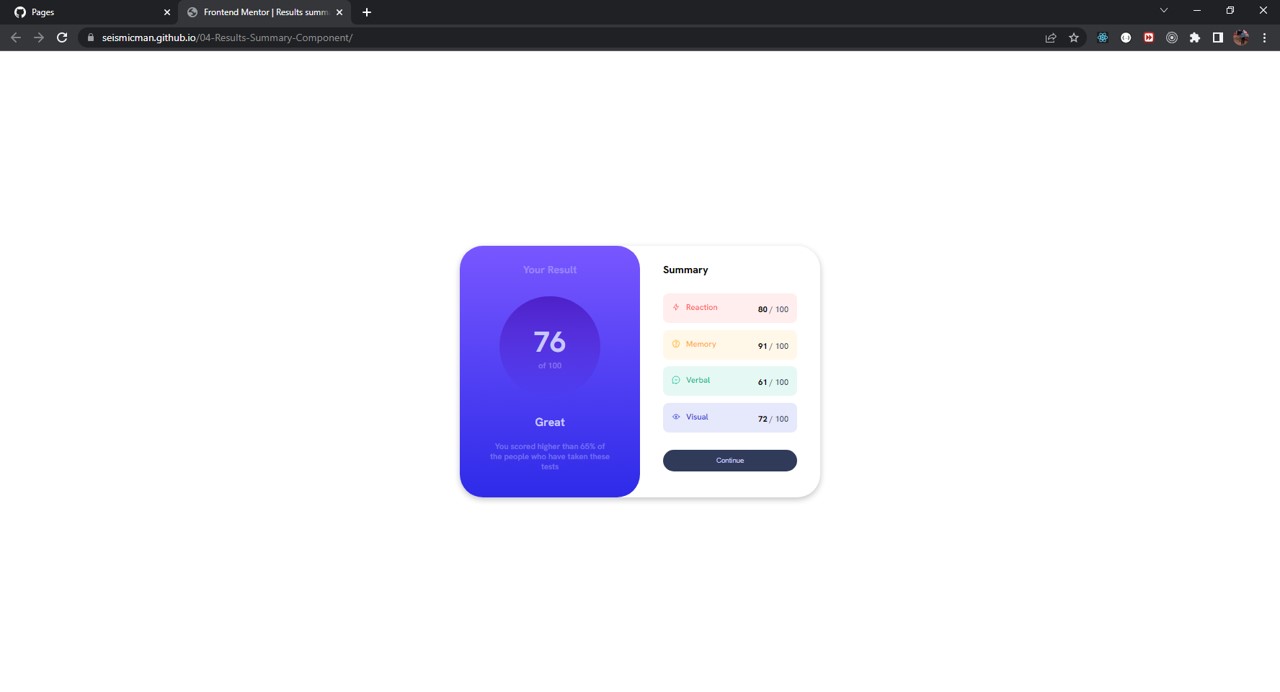 Pages
Frontend Mentor | Results summ
seismicman.github.io/04-Results-Summary-Component/
Your Result
76
of 100
Great
You scored higher than 65% of
the people who have taken these
tests
Summary
Reaction 80 / 100
Memory 91 / 100
Verbal 61 / 100
Visual 72 / 100
Continue